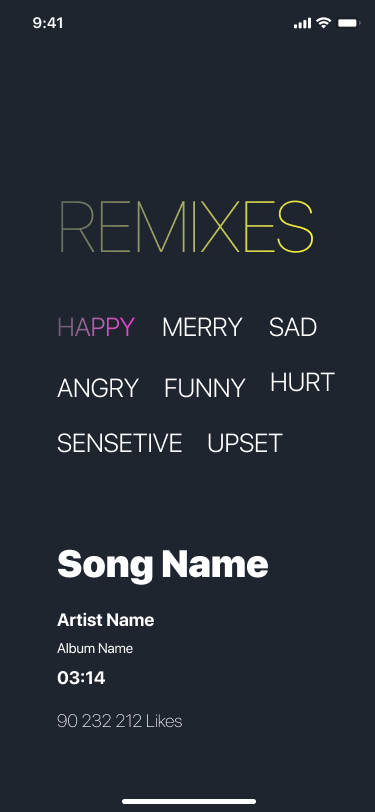 9:41
REMIXES
HAPPY MERRY SAD
ANGRY FUNNY HURT
SENSETIVE UPSET
Song Name
Artist Name
Album Name
03:14
90 232 212 Likes